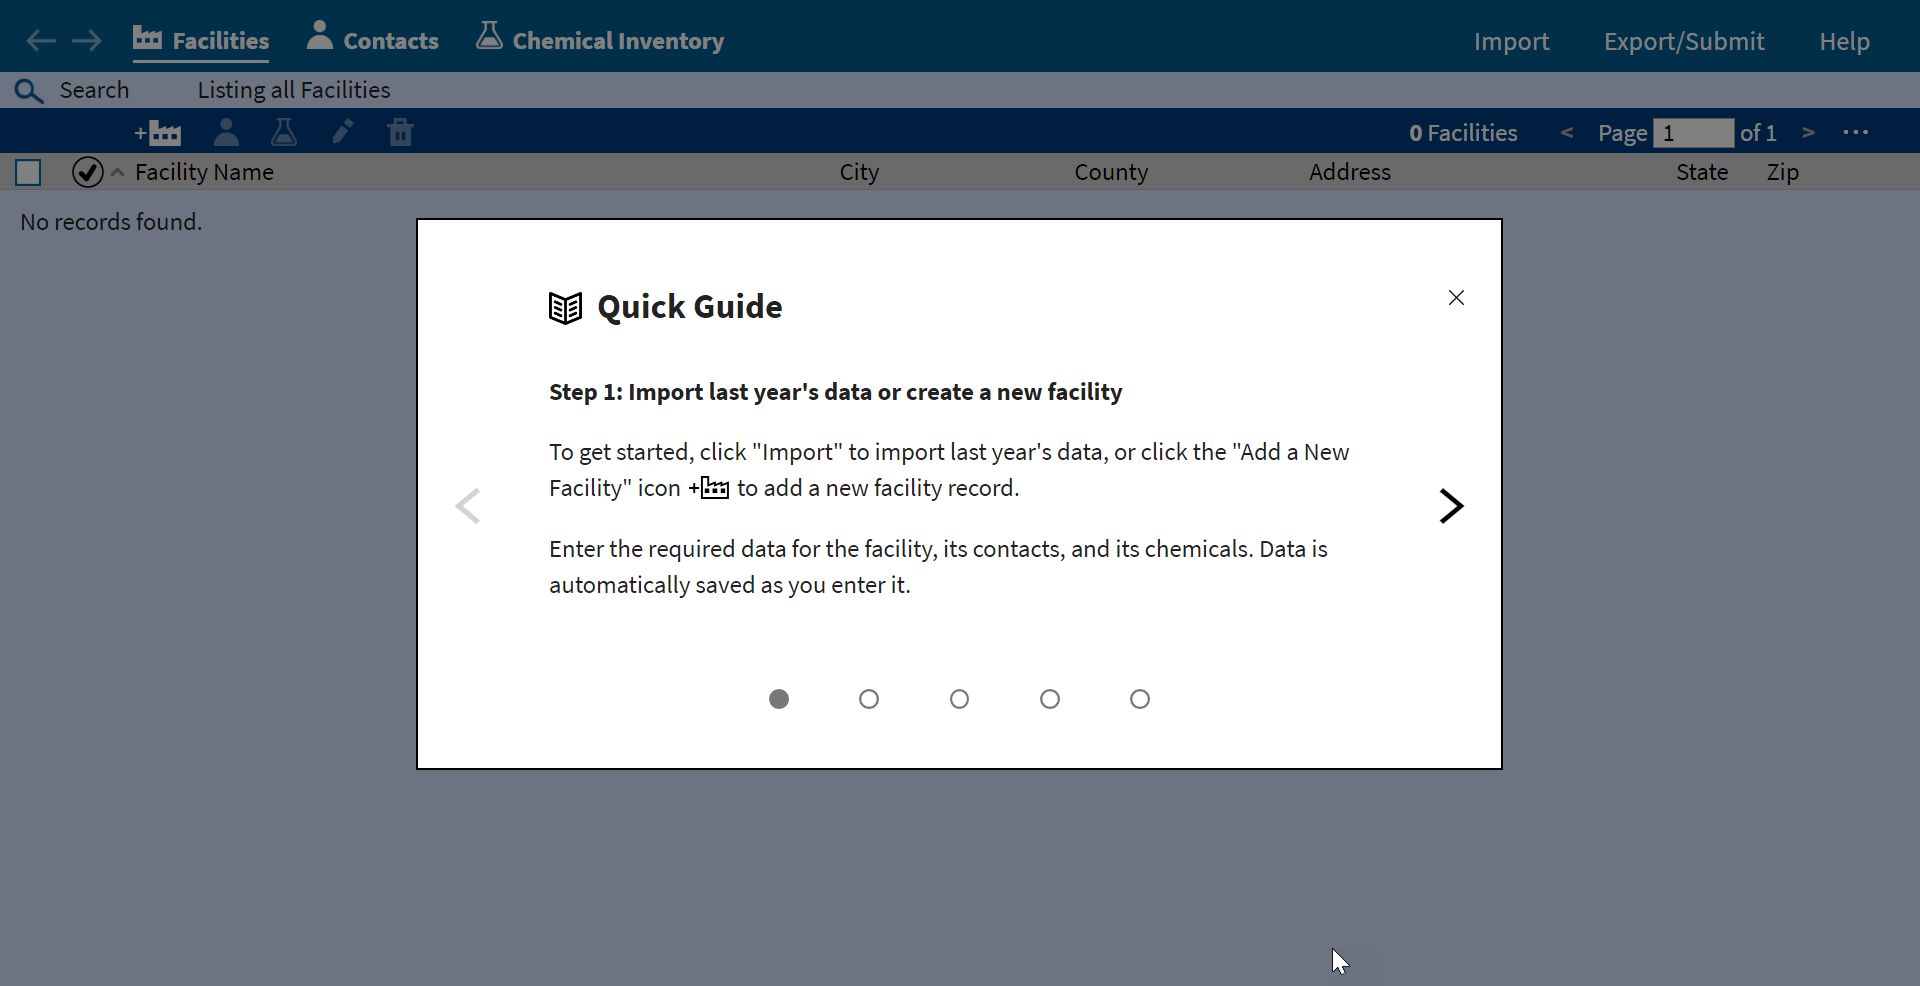 Facilities Contacts Chemical Inventory Import Export/Submit Help
Search Listing all Facilities
0 Facilities < Page 1 of 1 > ...
Facility Name City County Address State Zip
No records found.
Quick Guide
Step 1: Import last year's data or create a new facility
To get started, click "Import" to import last year's data, or click the "Add a New
Facility" icon + to add a new facility record.
Enter the required data for the facility, its contacts, and its chemicals. Data is
automatically saved as you enter it.